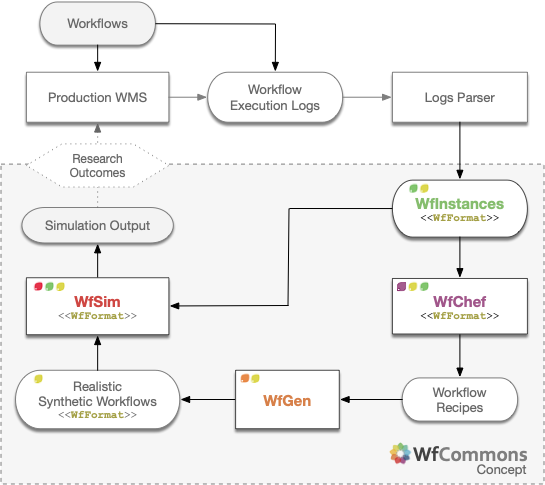 Workflows
Production WMS
Workflow
Execution Logs
Logs Parser
Research
Outcomes
Simulation Output
WfInstances
<<WfFormat>>
WfSim
<<WfFormat>>
WfChef
<<WfFormat>>
Realistic
Synthetic Workflows
<<WfFormat>>
WfGen
Workflow
Recipes
WfCommons
Concept